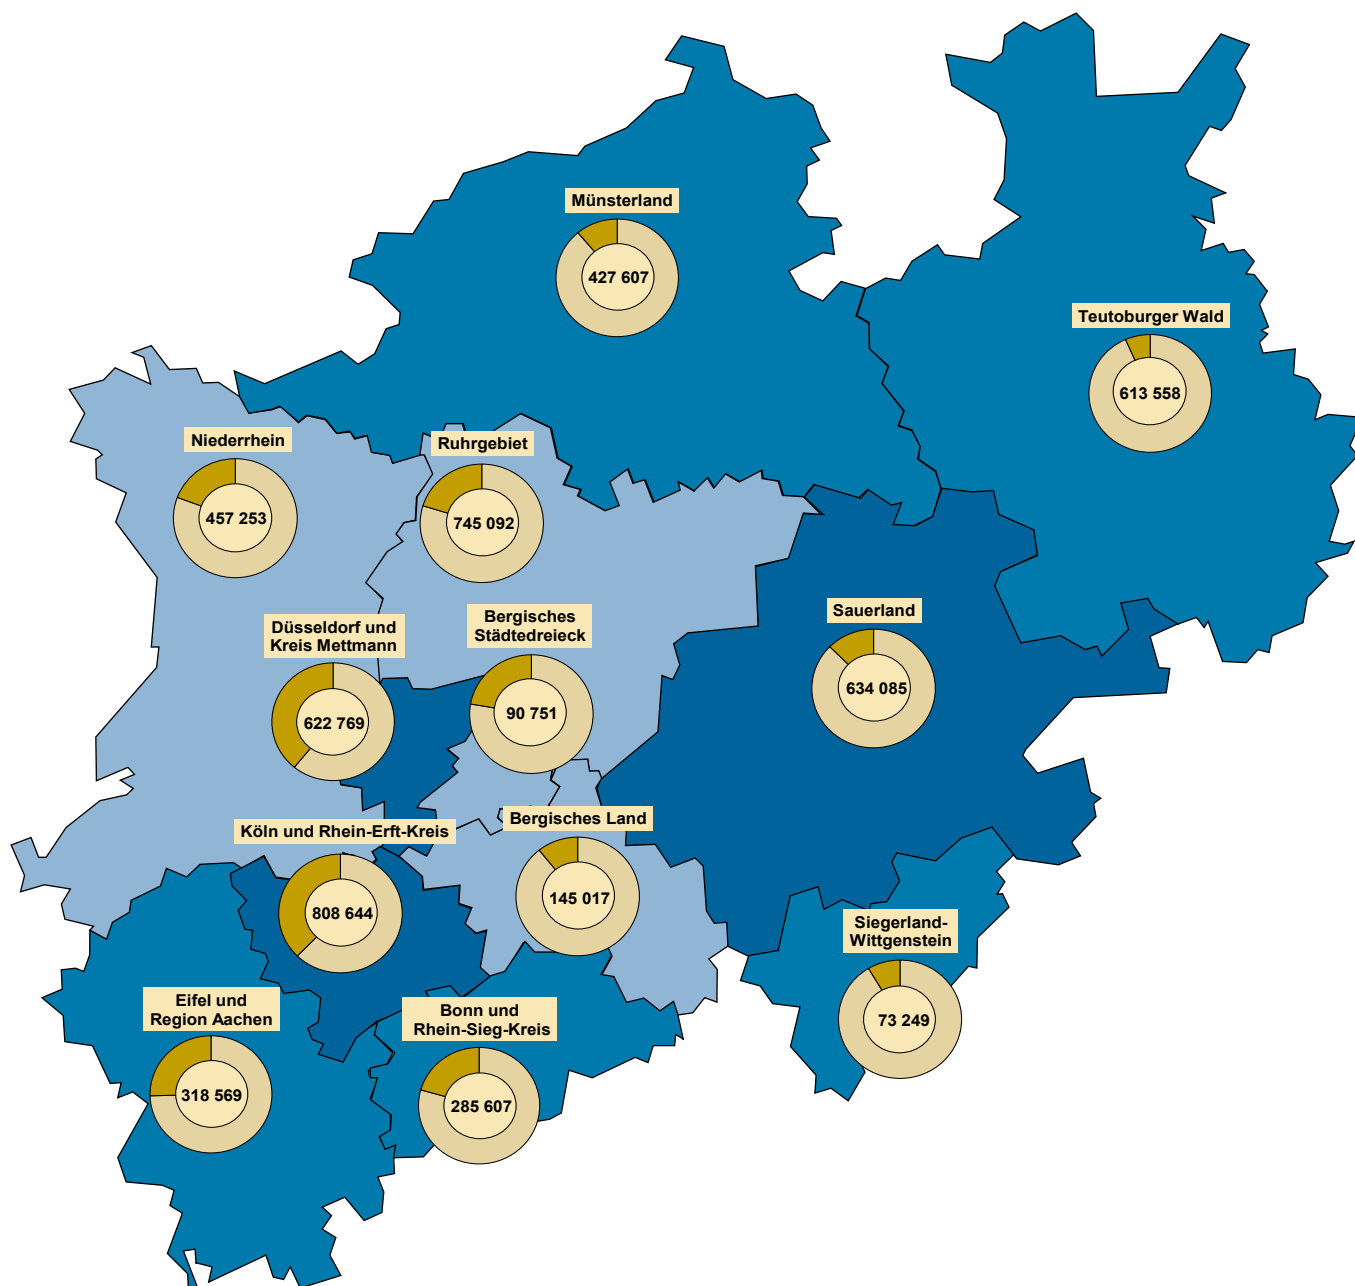 Münsterland
427 607
Teutoburger Wald
613 558
Niederrhein
457 253
Ruhrgebiet
745 092
Düsseldorf und
Kreis Mettmann
622 769
Bergisches
Städtedreieck
90 751
Sauerland
634 085
Köln und Rhein-Erft-Kreis
808 644
Bergisches Land
145 017
Siegerland-
Wittgenstein
73 249
Eifel und
Region Aachen
318 569
Bonn und
Rhein-Sieg-Kreis
285 607